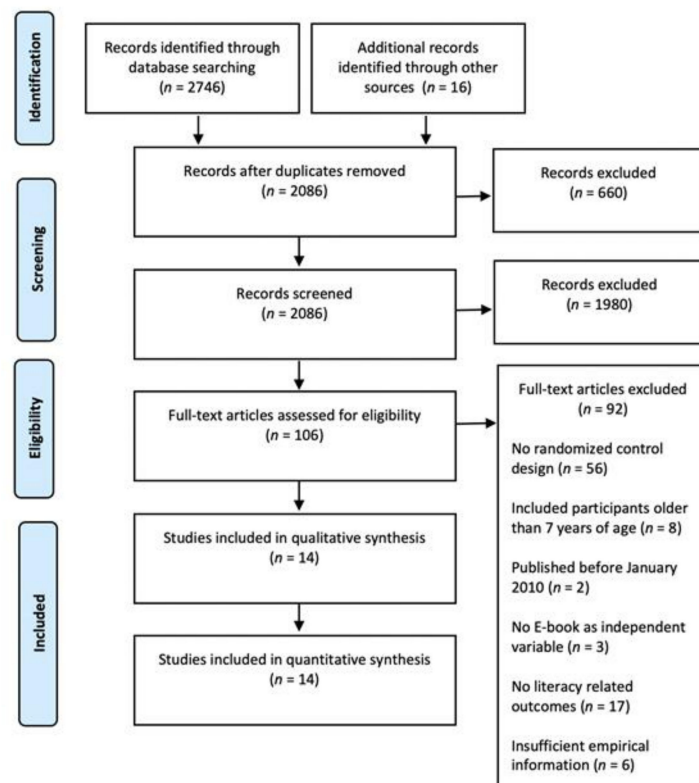 Identification
Records identified through
database searching
(n = 2746)
Additional records
identified through other
sources (n = 16)
Records after duplicates removed
(n = 2086)
Records excluded
(n = 660)
Screening
Records screened
(n = 2086)
Records excluded
(n = 1980)
Eligibility
Full-text articles assessed for eligibility
(n = 106)
Full-text articles excluded
(n = 92)
No randomized control
design (n = 56)
Included participants older
than 7 years of age (n = 8)
Published before January
2010 (n = 2)
No E-book as independent
variable (n = 3)
No literacy related
outcomes (n = 17)
Insufficient empirical
information (n = 6)
Included
Studies included in qualitative synthesis
(n = 14)
Studies included in quantitative synthesis
(n = 14)